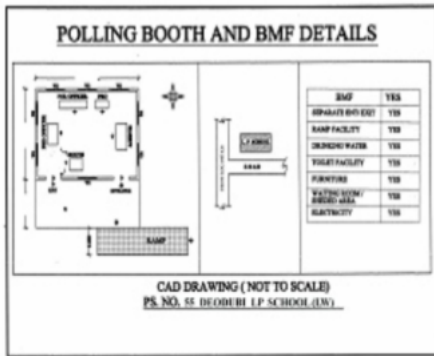 POLLING BOOTH AND BMF DETAILS
RAMP
L.P. SCHOOL
ROAD
BMF YES
SEPARATE ENTY EXIT YES
RAMP FACILITY YES
DRINKING WATER YES
TOILET FACILITY YES
FURNITURE YES
WAITING ROOM /
SHEDED AREA YES
ELECTRICITY YES
CAD DRAWING ( NOT TO SCALE)
PS. NO. 55 DEODUBI LP SCHOOL (LW)